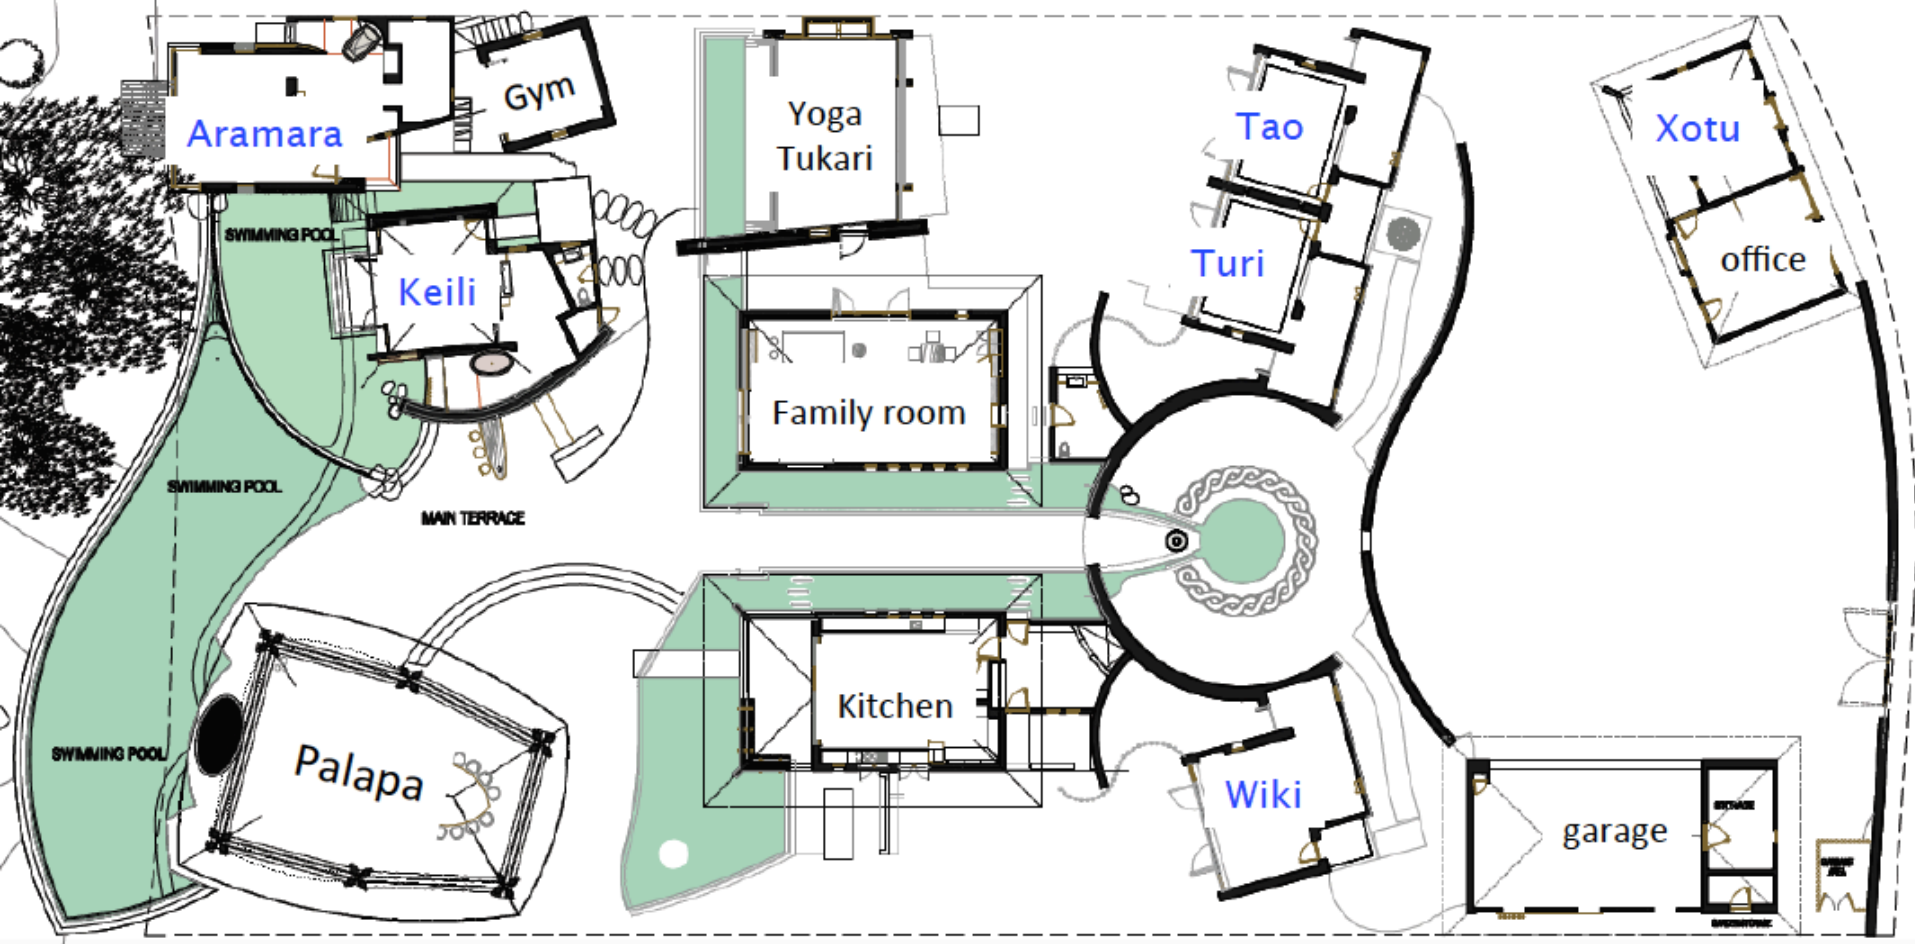 Aramara
Gym
Yoga
Tukari
Tao
Xotu
SWIMMING POOL
Keili
Turi
office
Family room
SWIMMING POOL
MAIN TERRACE
Kitchen
SWIMMING POOL
Palapa
Wiki
garage
STORAGE